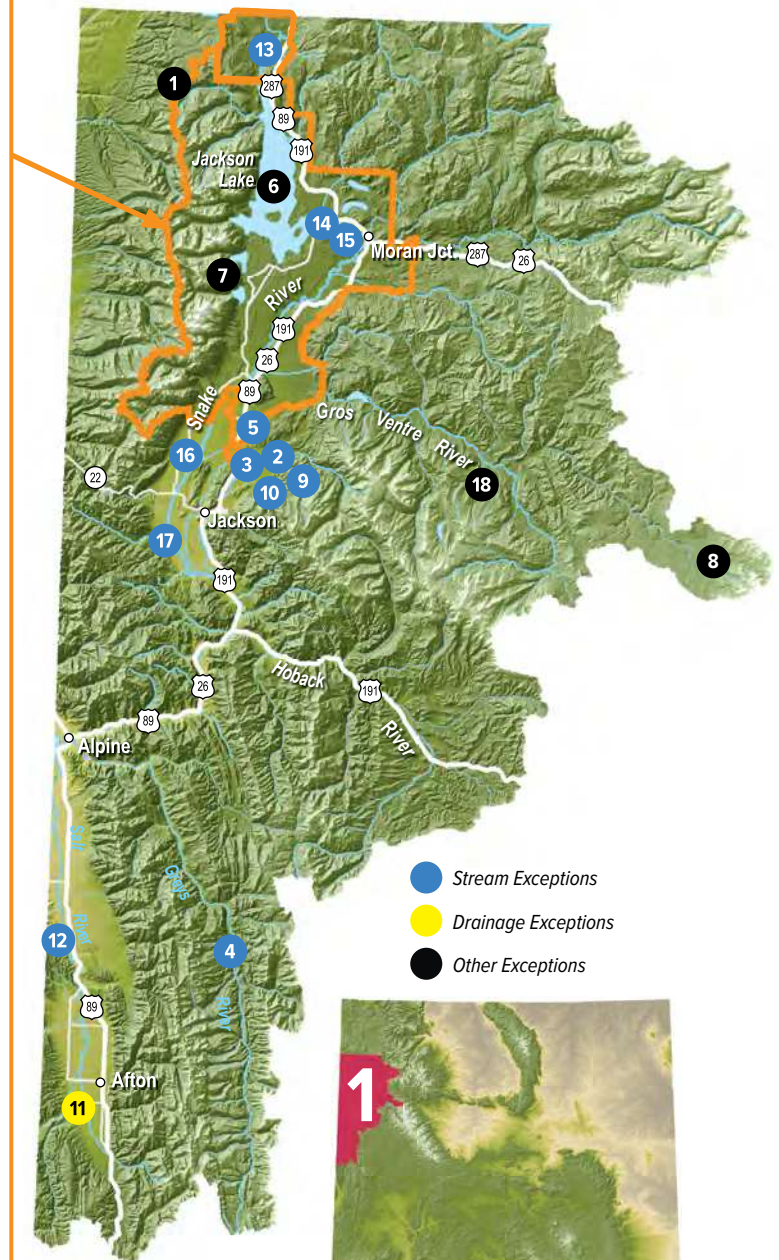 13
1
287
89
191
Jackson
Lake
6
14
15
Moran Jct.
287
26
7
River
191
26
89
Snake
Gros Ventre River
5
16
3
2
9
10
18
22
Jackson
17
8
191
Hoback
River
26
191
89
Alpine
Salt
River
Greys
River
Stream Exceptions
Drainage Exceptions
Other Exceptions
12
4
89
Afton
11
1